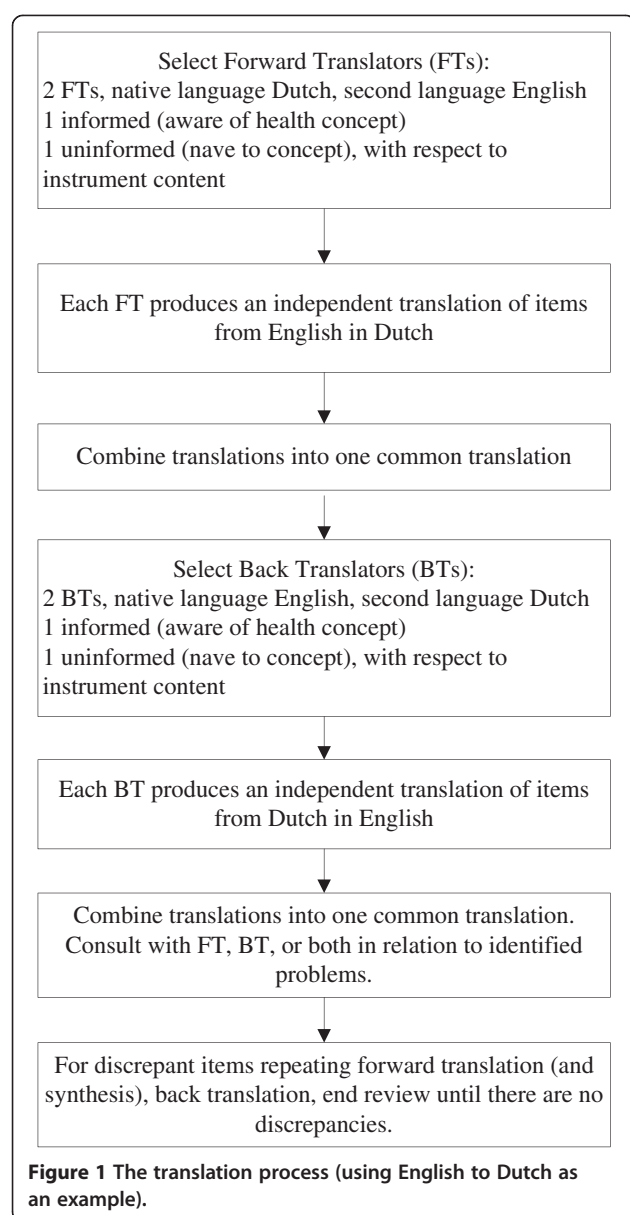 Select Forward Translators (FTs):
2 FTs, native language Dutch, second language English
1 informed (aware of health concept)
1 uninformed (nave to concept), with respect to
instrument content
Each FT produces an independent translation of items
from English in Dutch
Combine translations into one common translation
Select Back Translators (BTs):
2 BTs, native language English, second language Dutch
1 informed (aware of health concept)
1 uninformed (nave to concept), with respect to
instrument content
Each BT produces an independent translation of items
from Dutch in English
Combine translations into one common translation.
Consult with FT, BT, or both in relation to identified
problems.
For discrepant items repeating forward translation (and
synthesis), back translation, end review until there are no
discrepancies.
Figure 1 The translation process (using English to Dutch as
an example).